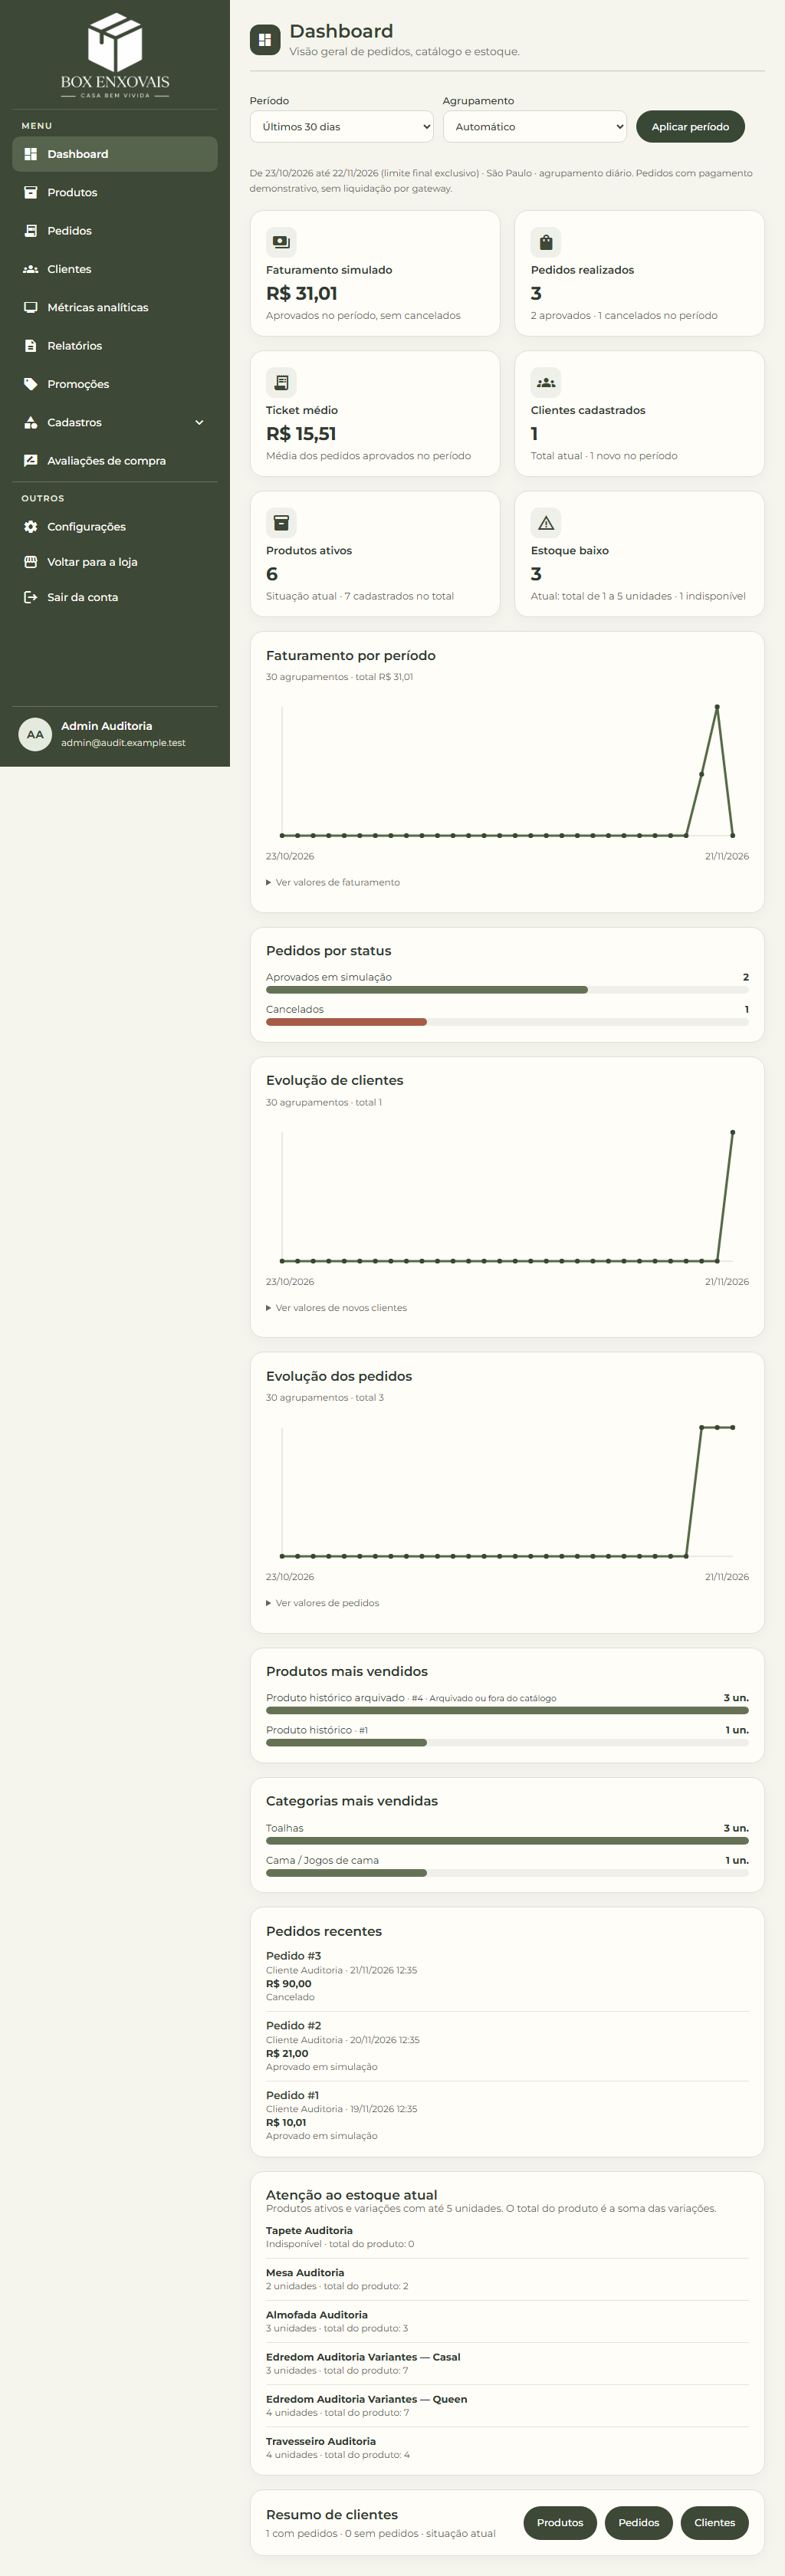 BOX ENXOVAIS
CASA BEM VIVIDA
MENU
Dashboard
Produtos
Pedidos
Clientes
Métricas analíticas
Relatórios
Promoções
Cadastros
Avaliações de compra
OUTROS
Configurações
Voltar para a loja
Sair da conta
AA
Admin Auditoria
admin@audit.example.test
Dashboard
Visão geral de pedidos, catálogo e estoque.
Período
Agrupamento
Últimos 30 dias
Automático
Aplicar período
De 23/10/2026 até 22/11/2026 (limite final exclusivo) · São Paulo · agrupamento diário. Pedidos com pagamento
demonstrativo, sem liquidação por gateway.
Faturamento simulado
R$ 31,01
Aprovados no período, sem cancelados
Pedidos realizados
3
2 aprovados · 1 cancelados no período
Ticket médio
R$ 15,51
Média dos pedidos aprovados no período
Clientes cadastrados
1
Total atual · 1 novo no período
Produtos ativos
6
Situação atual · 7 cadastrados no total
Estoque baixo
3
Atual: total de 1 a 5 unidades · 1 indisponível
Faturamento por período
30 agrupamentos · total R$ 31,01
23/10/2026
21/11/2026
Ver valores de faturamento
Pedidos por status
Aprovados em simulação
2
Cancelados
1
Evolução de clientes
30 agrupamentos · total 1
23/10/2026
21/11/2026
Ver valores de novos clientes
Evolução dos pedidos
30 agrupamentos · total 3
23/10/2026
21/11/2026
Ver valores de pedidos
Produtos mais vendidos
Produto histórico arquivado · #4 · Arquivado ou fora do catálogo
3 un.
Produto histórico · #1
1 un.
Categorias mais vendidas
Toalhas
3 un.
Cama / Jogos de cama
1 un.
Pedidos recentes
Pedido #3
Cliente Auditoria · 21/11/2026 12:35
R$ 90,00
Cancelado
Pedido #2
Cliente Auditoria · 20/11/2026 12:35
R$ 21,00
Aprovado em simulação
Pedido #1
Cliente Auditoria · 19/11/2026 12:35
R$ 10,01
Aprovado em simulação
Atenção ao estoque atual
Produtos ativos e variações com até 5 unidades. O total do produto é a soma das variações.
Tapete Auditoria
Indisponível · total do produto: 0
Mesa Auditoria
2 unidades · total do produto: 2
Almofada Auditoria
3 unidades · total do produto: 3
Edredom Auditoria Variantes — Casal
3 unidades · total do produto: 7
Edredom Auditoria Variantes — Queen
4 unidades · total do produto: 7
Travesseiro Auditoria
4 unidades · total do produto: 4
Resumo de clientes
1 com pedidos · 0 sem pedidos · situação atual
Produtos
Pedidos
Clientes